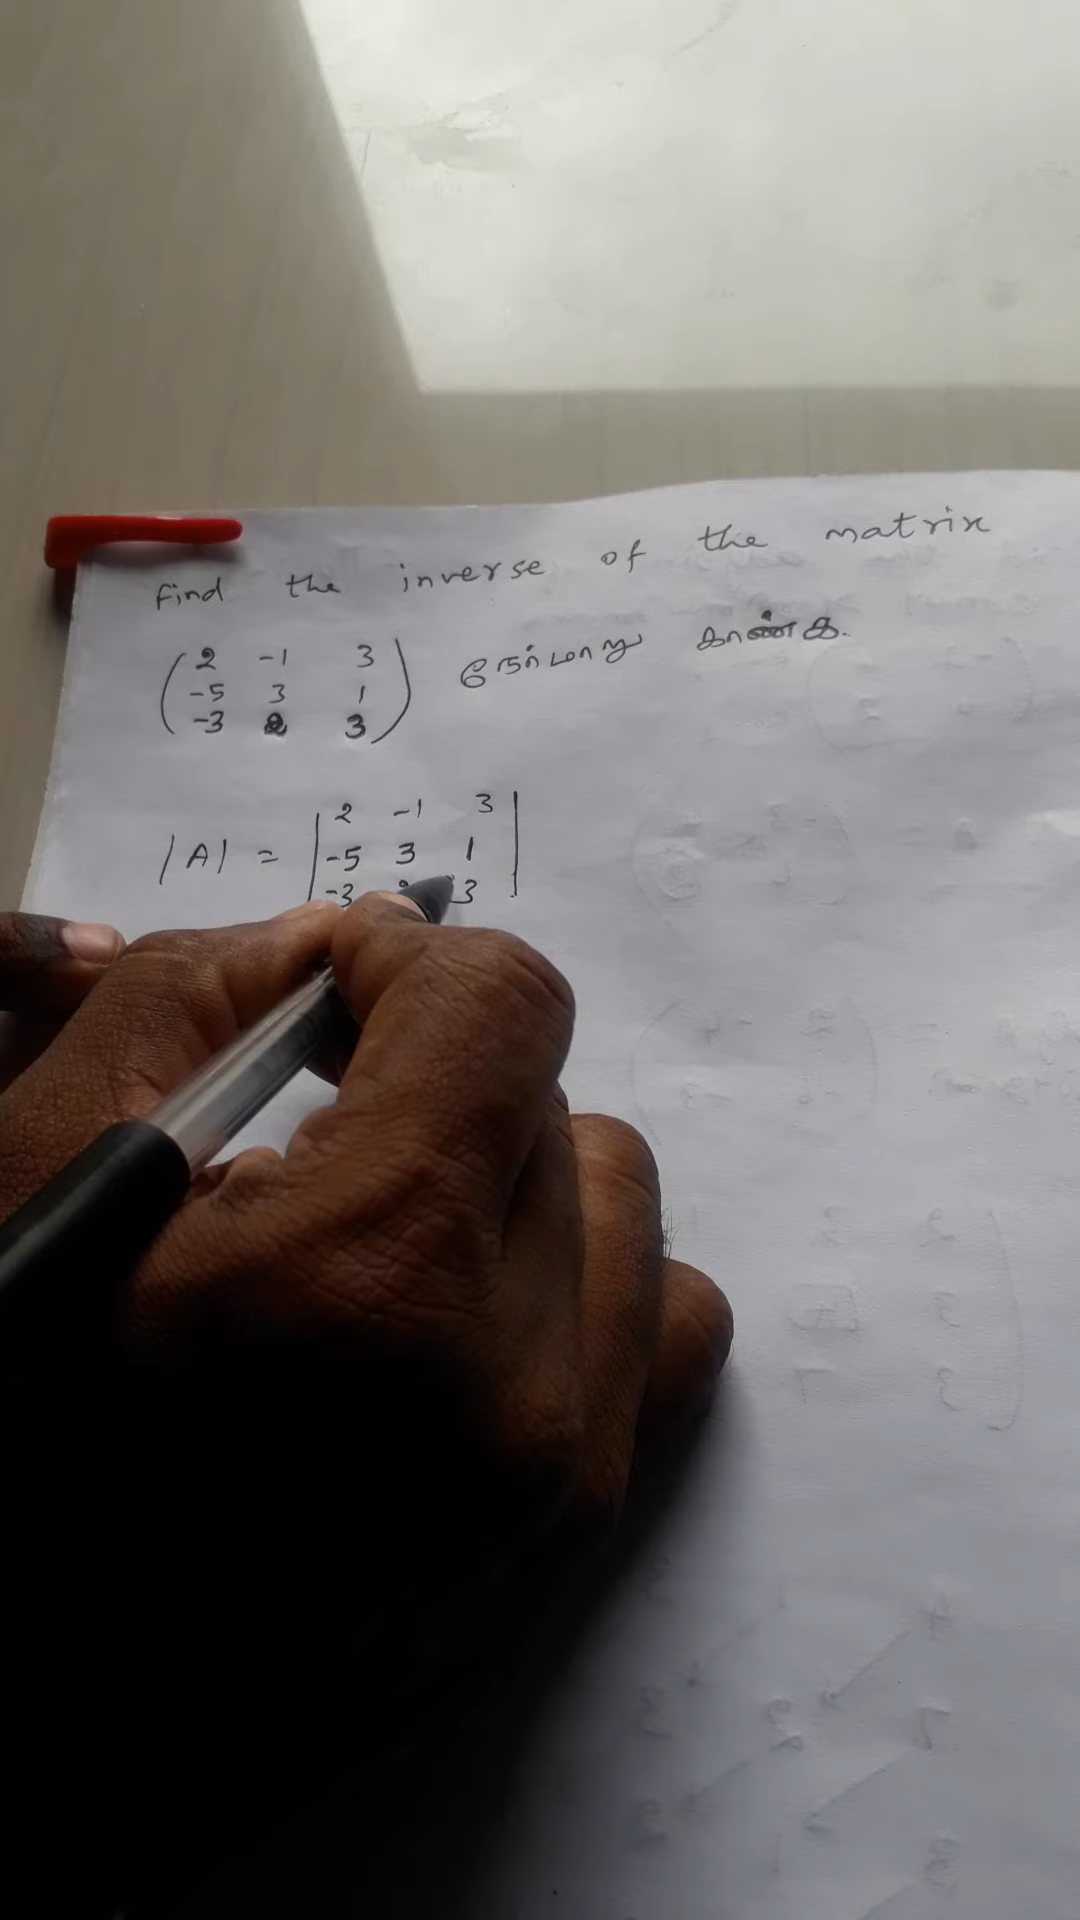 Find the inverse of the matrix
2 -1 3 நேர்மாறு காண்க.
-5 3 1
-3 2 3
|A| = 2 -1 3
-5 3 1
-3 3